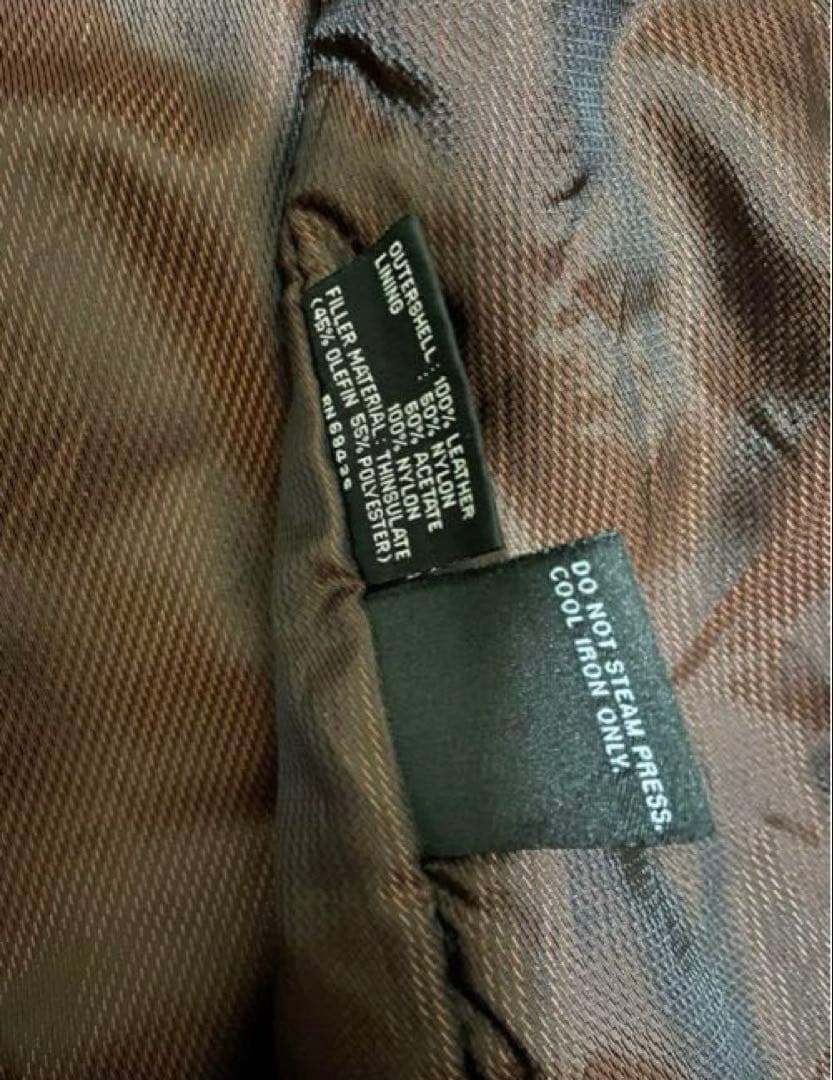 OUTERSHELL : 100% LEATHER
LINING : 50% NYLON
50% ACETATE
100% NYLON
FILLER MATERIAL: THINSULATE
(45% OLEFIN 55% POLYESTER)
RN
DO NOT STEAM PRESS.
COOL IRON ONLY.